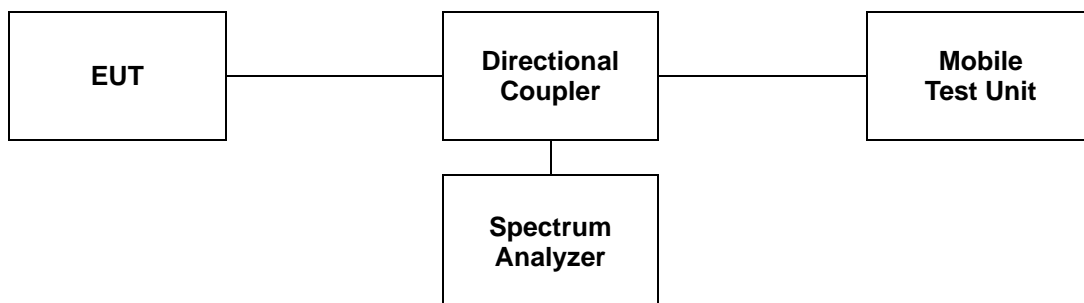 EUT
Directional
Coupler
Mobile
Test Unit
Spectrum
Analyzer